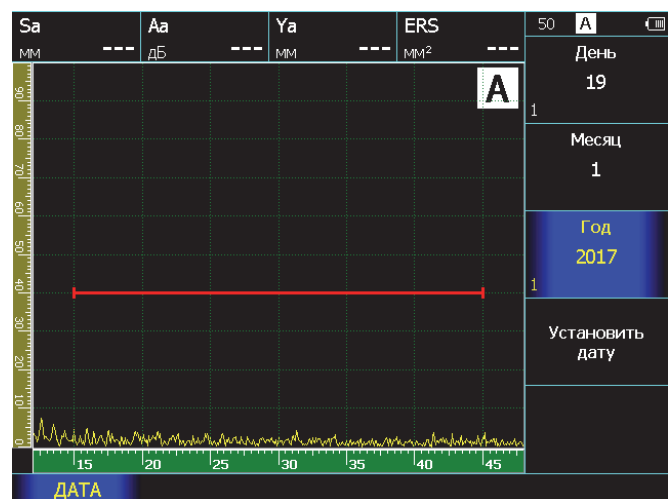 Sa Aa Ya ERS 50 A
мм --- дБ --- мм --- мм² ---
День
19
1
Месяц
1
Год
2017
1
Установить
дату
A
90
80
70
60
50
40
30
20
10
0
15 20 25 30 35 40 45
ДАТА